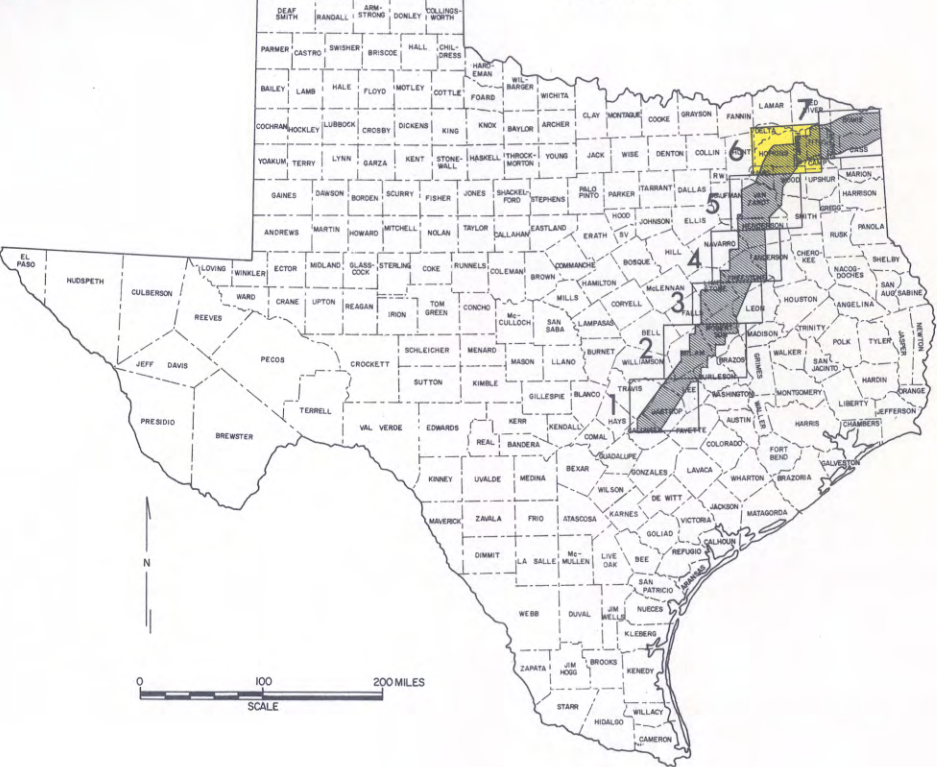 DEAF SMITH
RANDALL
ARM-
STRONG
DONLEY
COLLINGS-
WORTH
PARMER
CASTRO
SWISHER
BRISCOE
HALL
CHIL-
DRESS
HARD-
EMAN
BAILEY
LAMB
HALE
FLOYD
MOTLEY
COTTLE
FOARD
WIL-
BARGER
WICHITA
COCHRAN
HOCKLEY
LUBBOCK
CROSBY
DICKENS
KING
KNOX
BAYLOR
ARCHER
CLAY
MONTAGUE
COOKE
GRAYSON
FANNIN
LAMAR
7
6
DELTA
HOPKINS
BOWIE
CASS
YOAKUM
TERRY
LYNN
GARZA
KENT
STONE-
WALL
HASKELL
THROCK-
MORTON
YOUNG
JACK
WISE
DENTON
COLLIN
RW
WOOD
UPSHUR
MARION
HARRISON
GAINES
DAWSON
BORDEN
SCURRY
FISHER
JONES
SHACKEL-
FORD
STEPHENS
PALO
PINTO
PARKER
TARRANT
DALLAS
VAN
ZANDT
5
SMITH
GREGG
RUSK
PANOLA
ANDREWS
MARTIN
HOWARD
MITCHELL
NOLAN
TAYLOR
CALLAHAN
EASTLAND
ERATH
HOOD
SV
JOHNSON
ELLIS
HENDERSON
NAVARRO
4
ANDERSON
CHERO-
KEE
NACOG-
DOCHES
SHELBY
EL
PASO
HUDSPETH
CULBERSON
REEVES
LOVING
WINKLER
ECTOR
MIDLAND
GLASS-
COCK
STERLING
COKE
RUNNELS
COLEMAN
BROWN
COMMANCHE
HAMILTON
BOSQUE
HILL
McLENNAN
3
LEON
HOUSTON
ANGELINA
SAN
AUG
SABINE
WARD
CRANE
UPTON
REAGAN
IRION
TOM
GREEN
CONCHO
Mc-
CULLOCH
SAN
SABA
MILLS
LAMPASAS
CORYELL
BELL
2
MILAM
BRAZOS
MADISON
GRIMES
WALKER
TRINITY
POLK
TYLER
JASPER
NEWTON
JEFF DAVIS
PECOS
CROCKETT
SCHLEICHER
MENARD
MASON
LLANO
BURNET
WILLIAMSON
BURLESON
SAN
JACINTO
HARDIN
ORANGE
PRESIDIO
BREWSTER
TERRELL
SUTTON
KIMBLE
GILLESPIE
BLANCO
TRAVIS
1
LEE
BASTROP
WASHINGTON
WALLER
MONTGOMERY
LIBERTY
JEFFERSON
VAL VERDE
EDWARDS
KERR
REAL
BANDERA
KENDALL
HAYS
COMAL
FAYETTE
AUSTIN
HARRIS
CHAMBERS
GUADALUPE
COLORADO
FORT
BEND
GALVESTON
KINNEY
UVALDE
MEDINA
BEXAR
WILSON
GONZALES
LAVACA
WHARTON
BRAZORIA
DE WITT
MAVERICK
ZAVALA
FRIO
ATASCOSA
KARNES
JACKSON
MATAGORDA
VICTORIA
GOLIAD
CALHOUN
DIMMIT
LA SALLE
Mc-
MULLEN
LIVE
OAK
BEE
REFUGIO
ARANSAS
SAN
PATRICIO
WEBB
DUVAL
JIM
WELLS
NUECES
KLEBERG
ZAPATA
JIM
HOGG
BROOKS
KENEDY
STARR
HIDALGO
WILLACY
CAMERON
N
0
100
200 MILES
SCALE